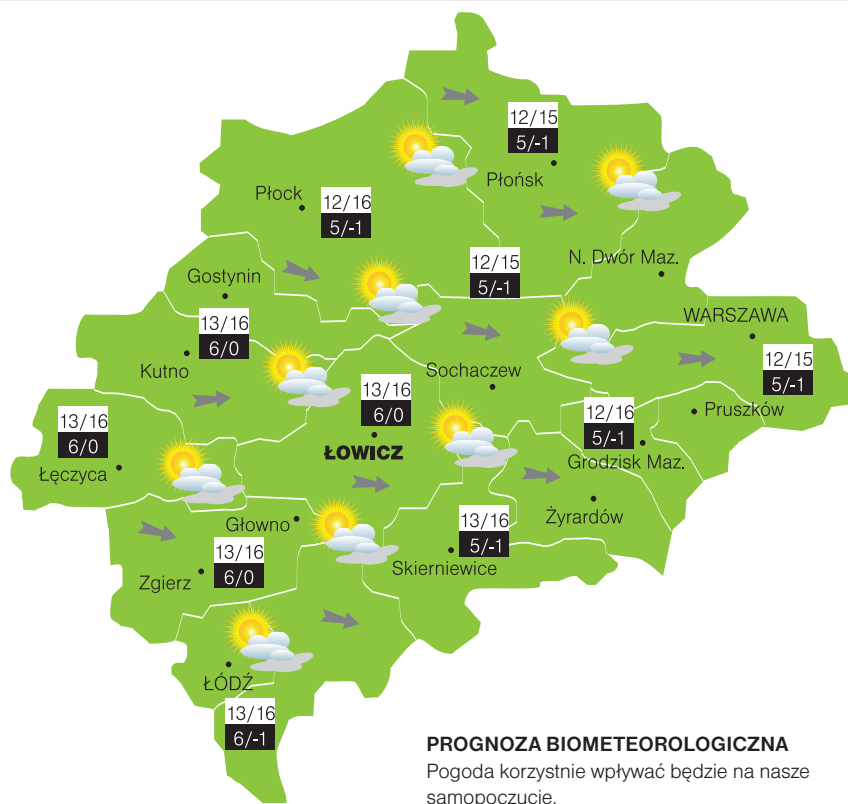 12/15
5/-1
Płońsk
Płock
12/16
5/-1
12/15
5/-1
N. Dwór Maz.
Gostynin
WARSZAWA
13/16
6/0
Kutno
12/15
5/-1
Sochaczew
13/16
6/0
ŁOWICZ
12/16
5/-1
Pruszków
Grodzisk Maz.
13/16
6/0
Łęczyca
Żyrardów
Głowno
13/16
5/-1
Skierniewice
13/16
6/0
Zgierz
ŁÓDŹ
13/16
6/-1
PROGNOZA BIOMETEOROLOGICZNA
Pogoda korzystnie wpływać będzie na nasze
samopoczucie.